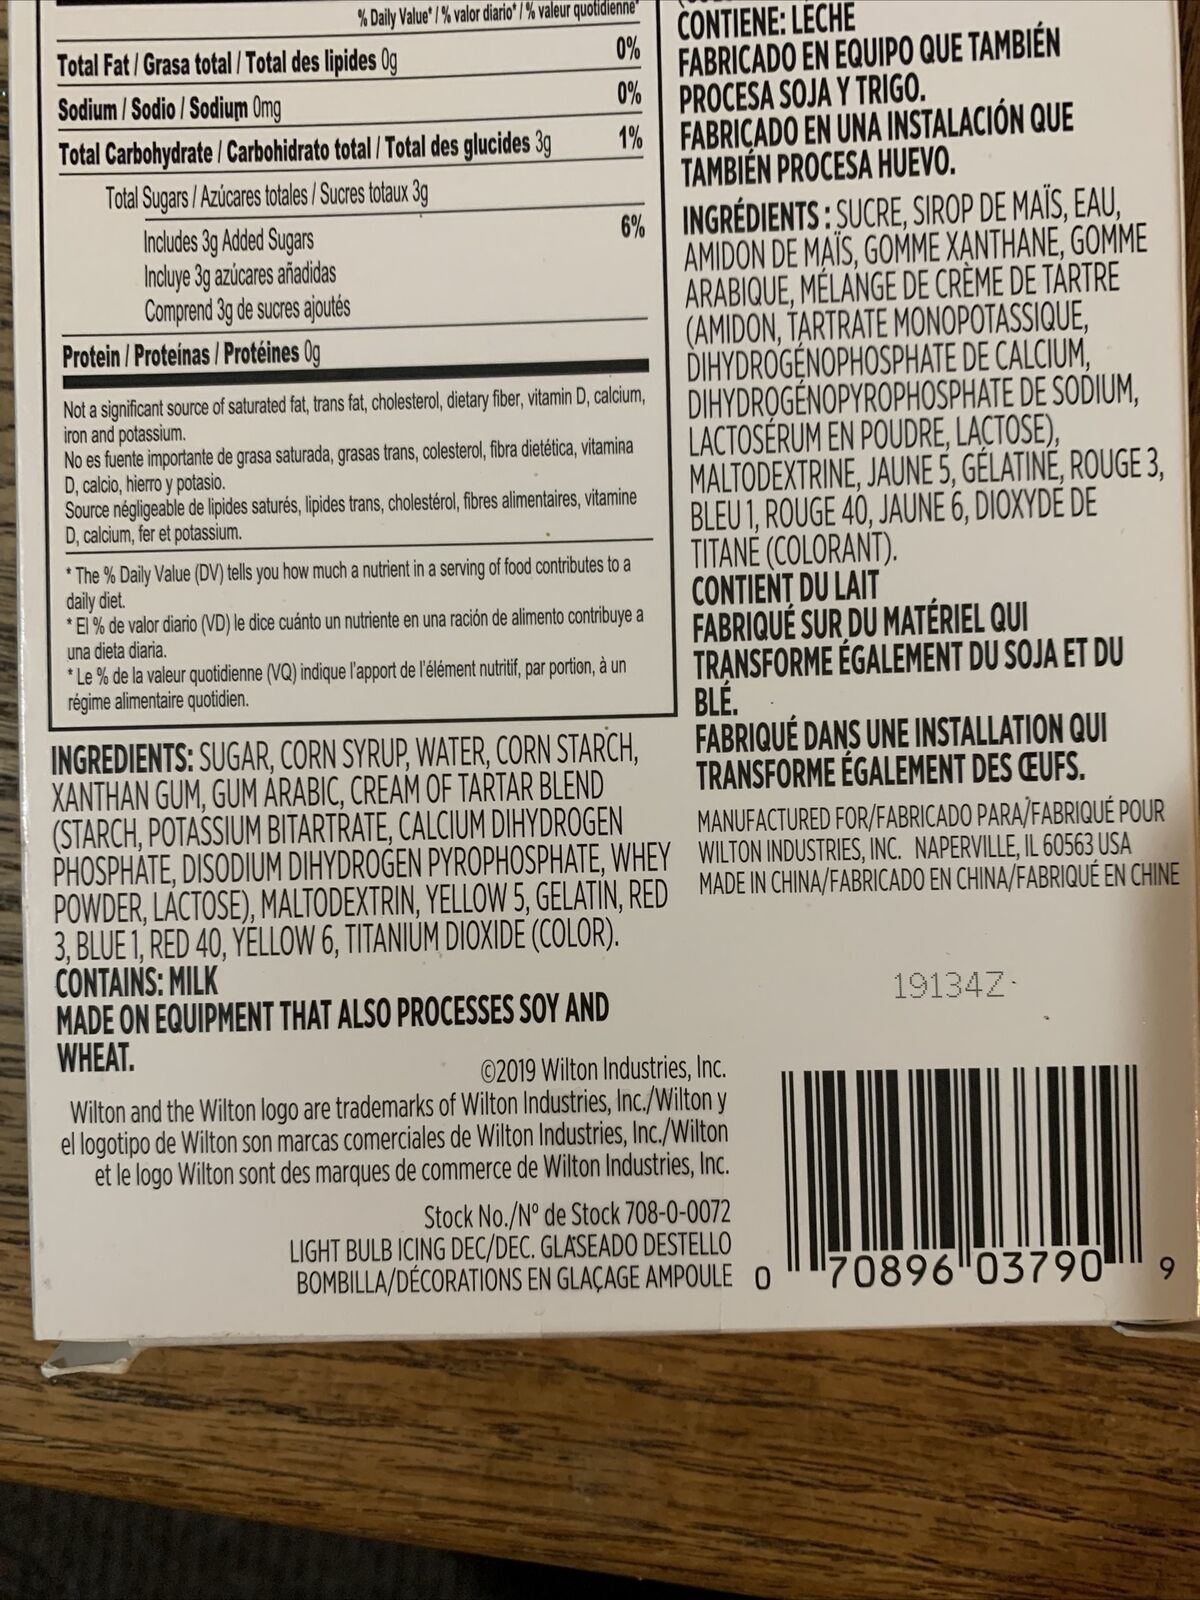 % Daily Value* / % valor diario* / % valeur quotidienne*
Total Fat / Grasa total / Total des lipides 0g 0%
Sodium / Sodio / Sodium 0mg 0%
Total Carbohydrate / Carbohidrato total / Total des glucides 3g 1%
Total Sugars / Azúcares totales / Sucres totaux 3g
Includes 3g Added Sugars 6%
Incluye 3g azúcares añadidas
Comprend 3g de sucres ajoutés
Protein / Proteínas / Protéines 0g
Not a significant source of saturated fat, trans fat, cholesterol, dietary fiber, vitamin D, calcium,
iron and potassium.
No es fuente importante de grasa saturada, grasas trans, colesterol, fibra dietética, vitamina
D, calcio, hierro y potasio.
Source négligeable de lipides saturés, lipides trans, cholestérol, fibres alimentaires, vitamine
D, calcium, fer et potassium.
* The % Daily Value (DV) tells you how much a nutrient in a serving of food contributes to a
daily diet.
* El % de valor diario (VD) le dice cuánto un nutriente en una ración de alimento contribuye a
una dieta diaria.
* Le % de la valeur quotidienne (VQ) indique l'apport de l'élément nutritif, par portion, à un
régime alimentaire quotidien.
INGREDIENTS: SUGAR, CORN SYRUP, WATER, CORN STARCH,
XANTHAN GUM, GUM ARABIC, CREAM OF TARTAR BLEND
(STARCH, POTASSIUM BITARTRATE, CALCIUM DIHYDROGEN
PHOSPHATE, DISODIUM DIHYDROGEN PYROPHOSPHATE, WHEY
POWDER, LACTOSE), MALTODEXTRIN, YELLOW 5, GELATIN, RED
3, BLUE 1, RED 40, YELLOW 6, TITANIUM DIOXIDE (COLOR).
CONTAINS: MILK
MADE ON EQUIPMENT THAT ALSO PROCESSES SOY AND
WHEAT.
CONTIENE: LECHE
FABRICADO EN EQUIPO QUE TAMBIÉN
PROCESA SOJA Y TRIGO.
FABRICADO EN UNA INSTALACIÓN QUE
TAMBIÉN PROCESA HUEVO.
INGRÉDIENTS : SUCRE, SIROP DE MAÏS, EAU,
AMIDON DE MAÏS, GOMME XANTHANE, GOMME
ARABIQUE, MÉLANGE DE CRÈME DE TARTRE
(AMIDON, TARTRATE MONOPOTASSIQUE,
DIHYDROGÉNOPHOSPHATE DE CALCIUM,
DIHYDROGÉNOPYROPHOSPHATE DE SODIUM,
LACTOSÉRUM EN POUDRE, LACTOSE),
MALTODEXTRINE, JAUNE 5, GÉLATINE, ROUGE 3,
BLEU 1, ROUGE 40, JAUNE 6, DIOXYDE DE
TITANE (COLORANT).
CONTIENT DU LAIT
FABRIQUÉ SUR DU MATÉRIEL QUI
TRANSFORME ÉGALEMENT DU SOJA ET DU
BLÉ.
FABRIQUÉ DANS UNE INSTALLATION QUI
TRANSFORME ÉGALEMENT DES ŒUFS.
MANUFACTURED FOR/FABRICADO PARA/FABRIQUÉ POUR
WILTON INDUSTRIES, INC. NAPERVILLE, IL 60563 USA
MADE IN CHINA/FABRICADO EN CHINA/FABRIQUÉ EN CHINE
19134Z
©2019 Wilton Industries, Inc.
Wilton and the Wilton logo are trademarks of Wilton Industries, Inc./Wilton y
el logotipo de Wilton son marcas comerciales de Wilton Industries, Inc./Wilton
et le logo Wilton sont des marques de commerce de Wilton Industries, Inc.
Stock No./Nº de Stock 708-0-0072
LIGHT BULB ICING DEC/DEC. GLASEADO DESTELLO
BOMBILLA/DÉCORATIONS EN GLAÇAGE AMPOULE
0 70896 03790 9